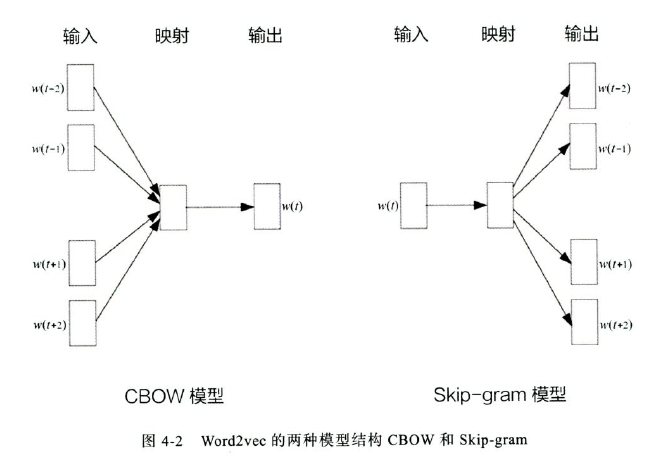 输入 映射 输出
w(t-2)
w(t-1)
w(t)
w(t+1)
w(t+2)
CBOW 模型
输入 映射 输出
w(t-2)
w(t-1)
w(t)
w(t+1)
w(t+2)
Skip-gram 模型
图 4-2 Word2vec 的两种模型结构 CBOW 和 Skip-gram